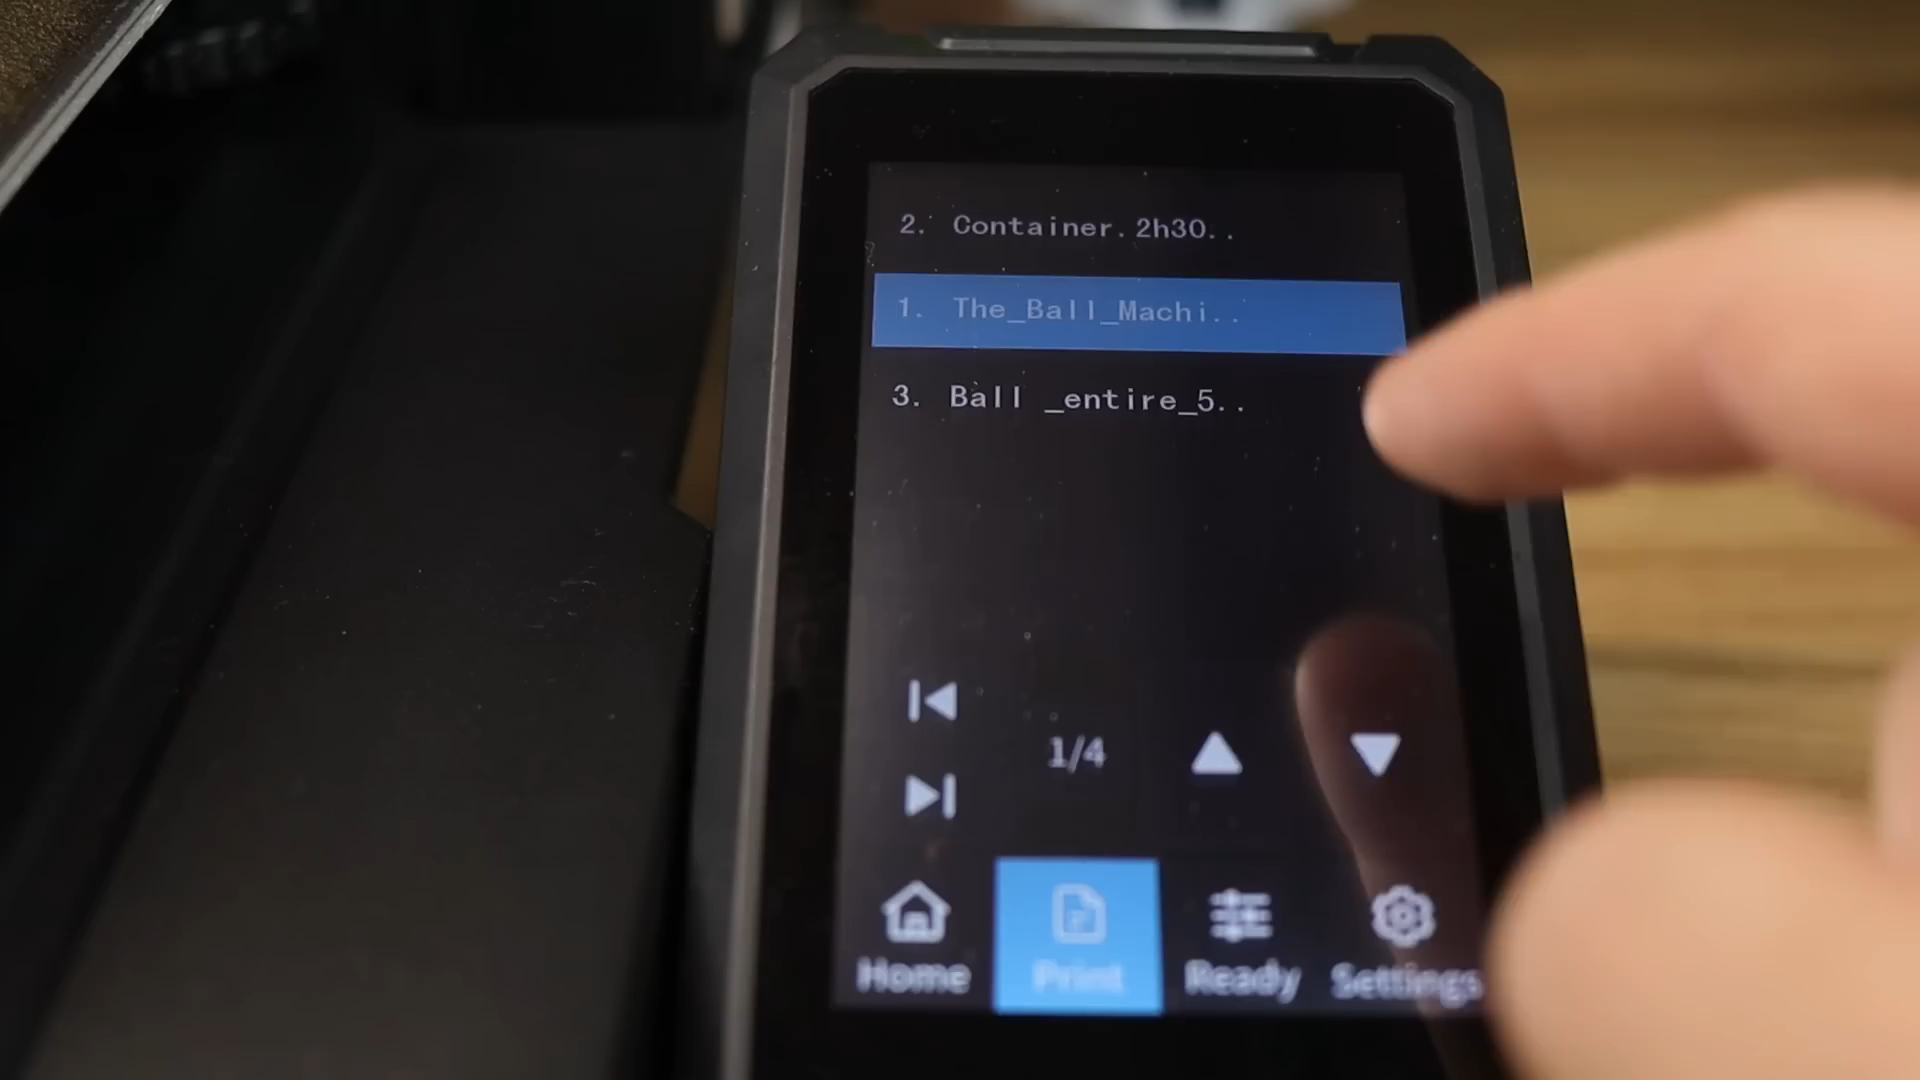 2. Container.2h30..
1. The_Ball_Machi..
3. Ball _entire_5..
1/4
Home
Print
Ready
Settings